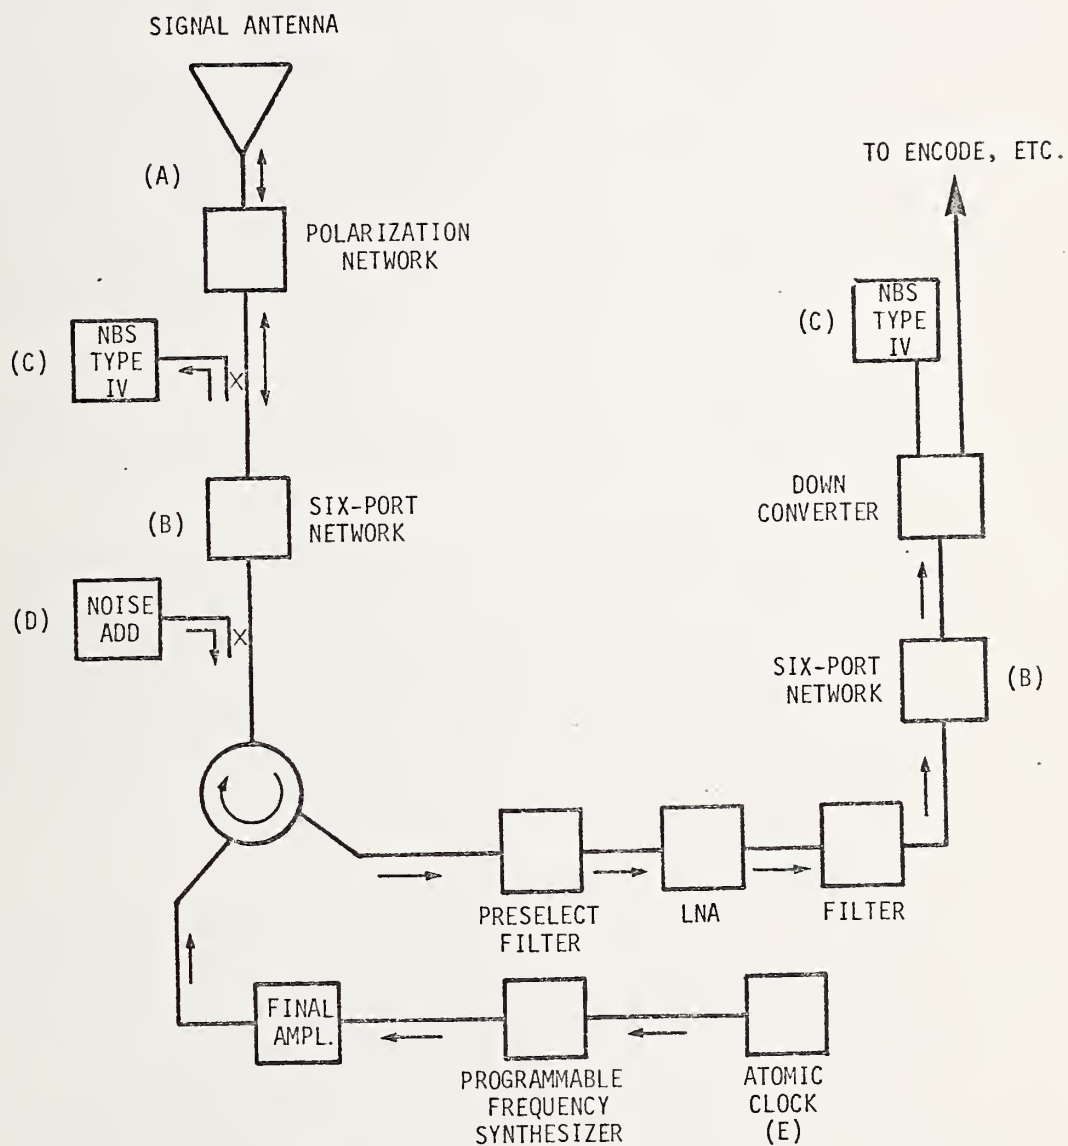 SIGNAL ANTENNA
(A)
POLARIZATION
NETWORK
TO ENCODE, ETC.
(C)
NBS
TYPE
IV
(C)
NBS
TYPE
IV
(B)
SIX-PORT
NETWORK
DOWN
CONVERTER
(D)
NOISE
ADD
X
X
SIX-PORT
NETWORK
(B)
PRESELECT
FILTER
LNA
FILTER
FINAL
AMPL.
PROGRAMMABLE
FREQUENCY
SYNTHESIZER
ATOMIC
CLOCK
(E)